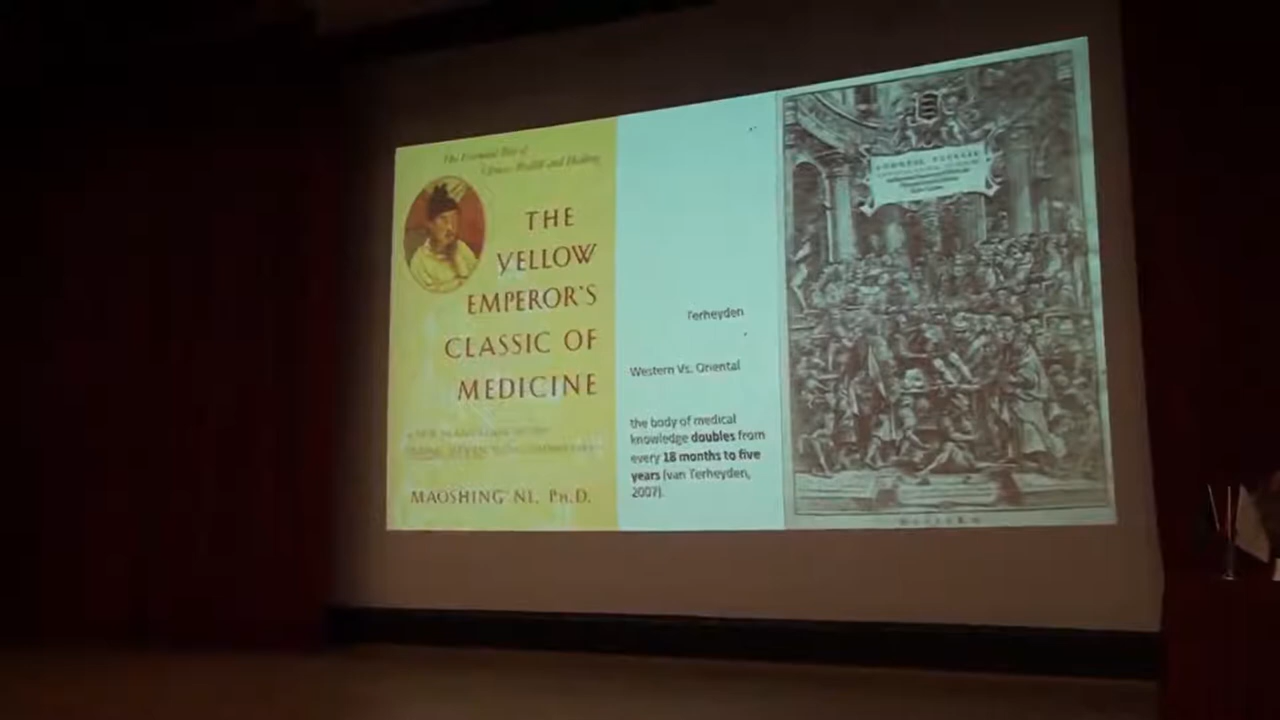 The Essential Text of
Chinese Health and Healing
THE
YELLOW
EMPEROR'S
CLASSIC OF
MEDICINE
MAOSHING NI, PH.D.
Terheyden
Western Vs. Oriental
the body of medical
knowledge doubles from
every 18 months to five
years (van Terheyden,
2007).